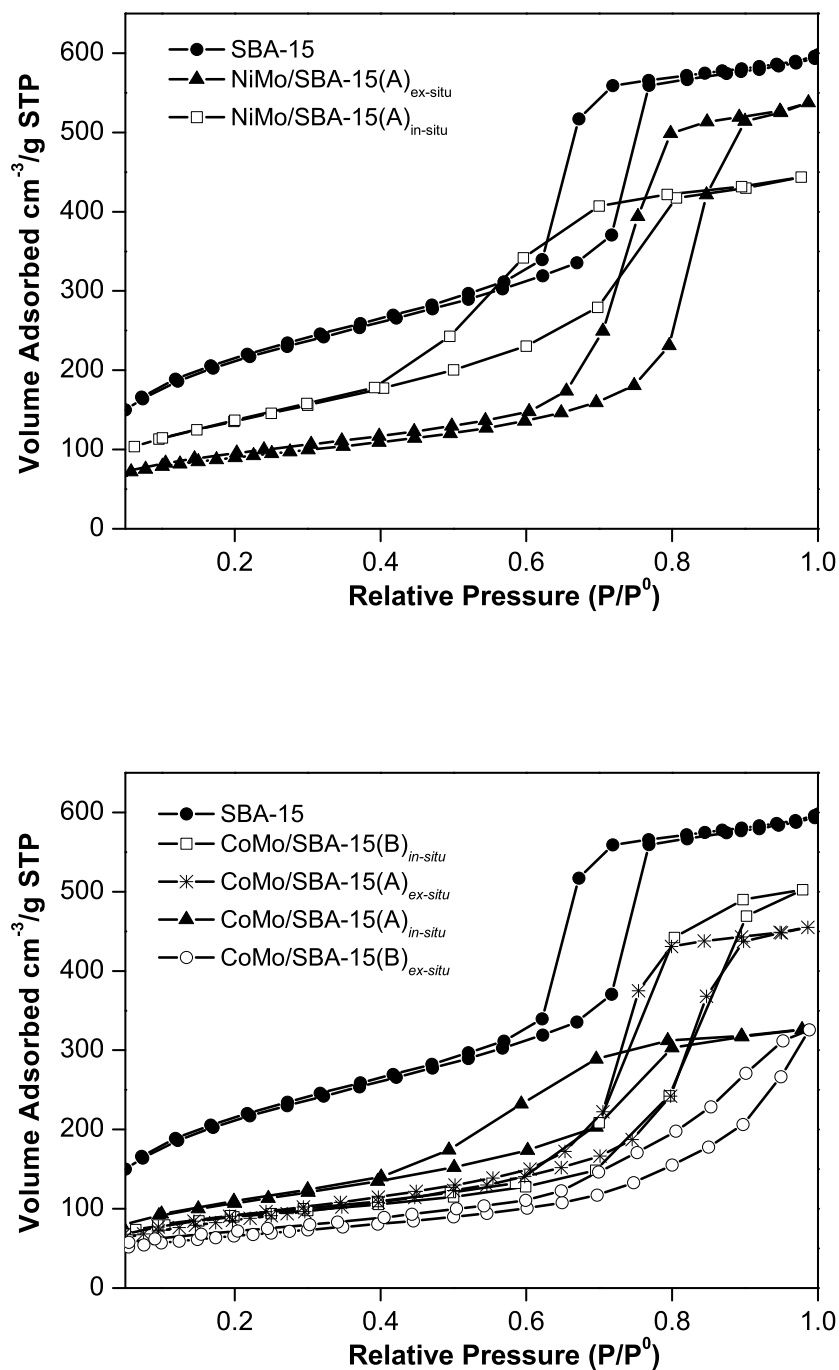 600
500
400
300
200
100
0
Volume Adsorbed cm⁻³/g STP
SBA-15
NiMo/SBA-15(A)ex-situ
NiMo/SBA-15(A)in-situ
0.2 0.4 0.6 0.8 1.0
Relative Pressure (P/P⁰)
600
500
400
300
200
100
0
Volume Adsorbed cm⁻³/g STP
SBA-15
CoMo/SBA-15(B)in-situ
CoMo/SBA-15(A)ex-situ
CoMo/SBA-15(A)in-situ
CoMo/SBA-15(B)ex-situ
0.2 0.4 0.6 0.8 1.0
Relative Pressure (P/P⁰)